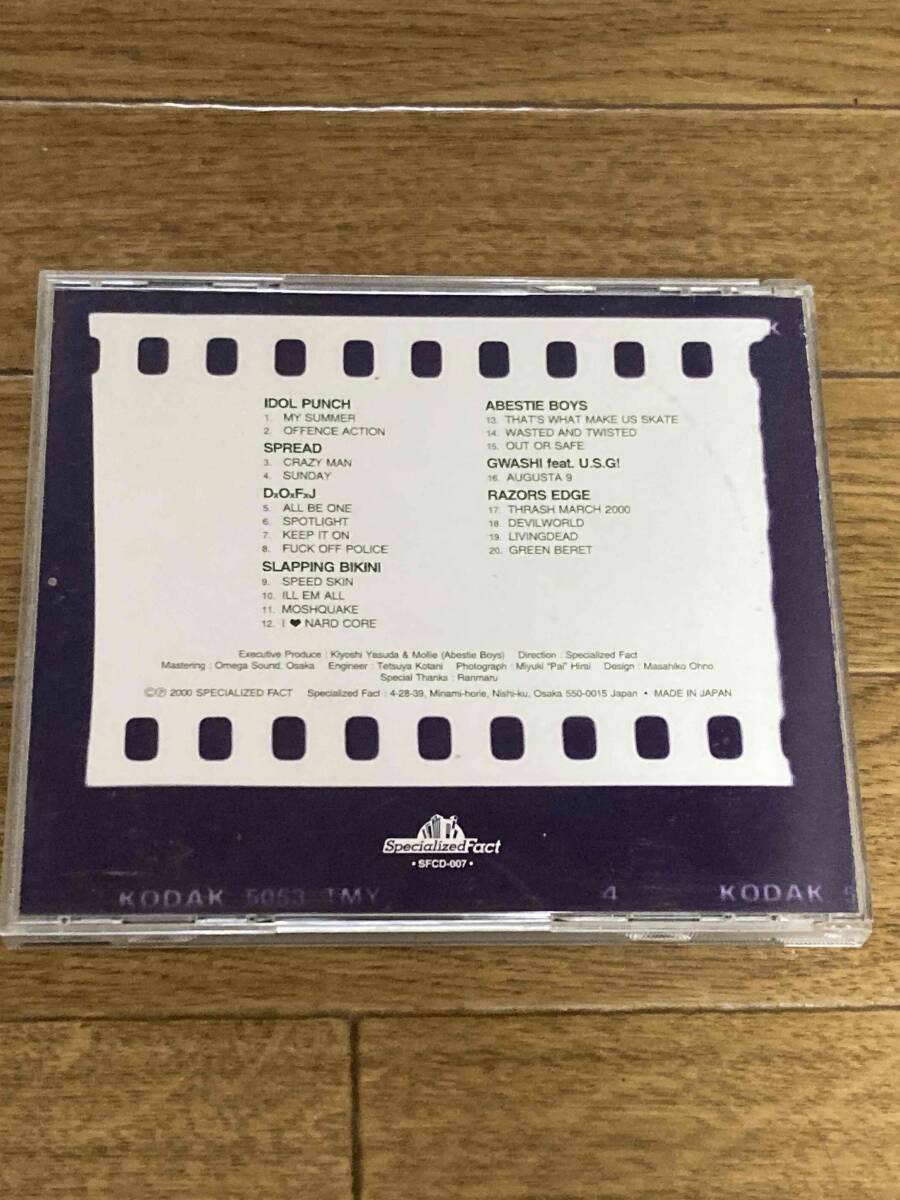 K
IDOL PUNCH
1. MY SUMMER
2. OFFENCE ACTION
SPREAD
3. CRAZY MAN
4. SUNDAY
DxOxFxJ
5. ALL BE ONE
6. SPOTLIGHT
7. KEEP IT ON
8. FUCK OFF POLICE
SLAPPING BIKINI
9. SPEED SKIN
10. ILL EM ALL
11. MOSHQUAKE
12. I ♥ NARD CORE
ABESTIE BOYS
13. THAT'S WHAT MAKE US SKATE
14. WASTED AND TWISTED
15. OUT OR SAFE
GWASHI feat. U.S.G!
16. AUGUSTA 9
RAZORS EDGE
17. THRASH MARCH 2000
18. DEVILWORLD
19. LIVINGDEAD
20. GREEN BERET
Executive Produce : Kiyoshi Yasuda & Mollie (Abestie Boys) Direction : Specialized Fact
Mastering : Omega Sound, Osaka Engineer : Tetsuya Kotani Photograph : Miyuki "Pai" Hirai Design : Masahiko Ohno
Special Thanks : Ranmaru
©℗ 2000 SPECIALIZED FACT Specialized Fact : 4-28-39, Minami-horie, Nishi-ku, Osaka 550-0015 Japan • MADE IN JAPAN
SpecializedFact
• SFCD-007 •
KODAK 5053 TMY 4 KODAK 5